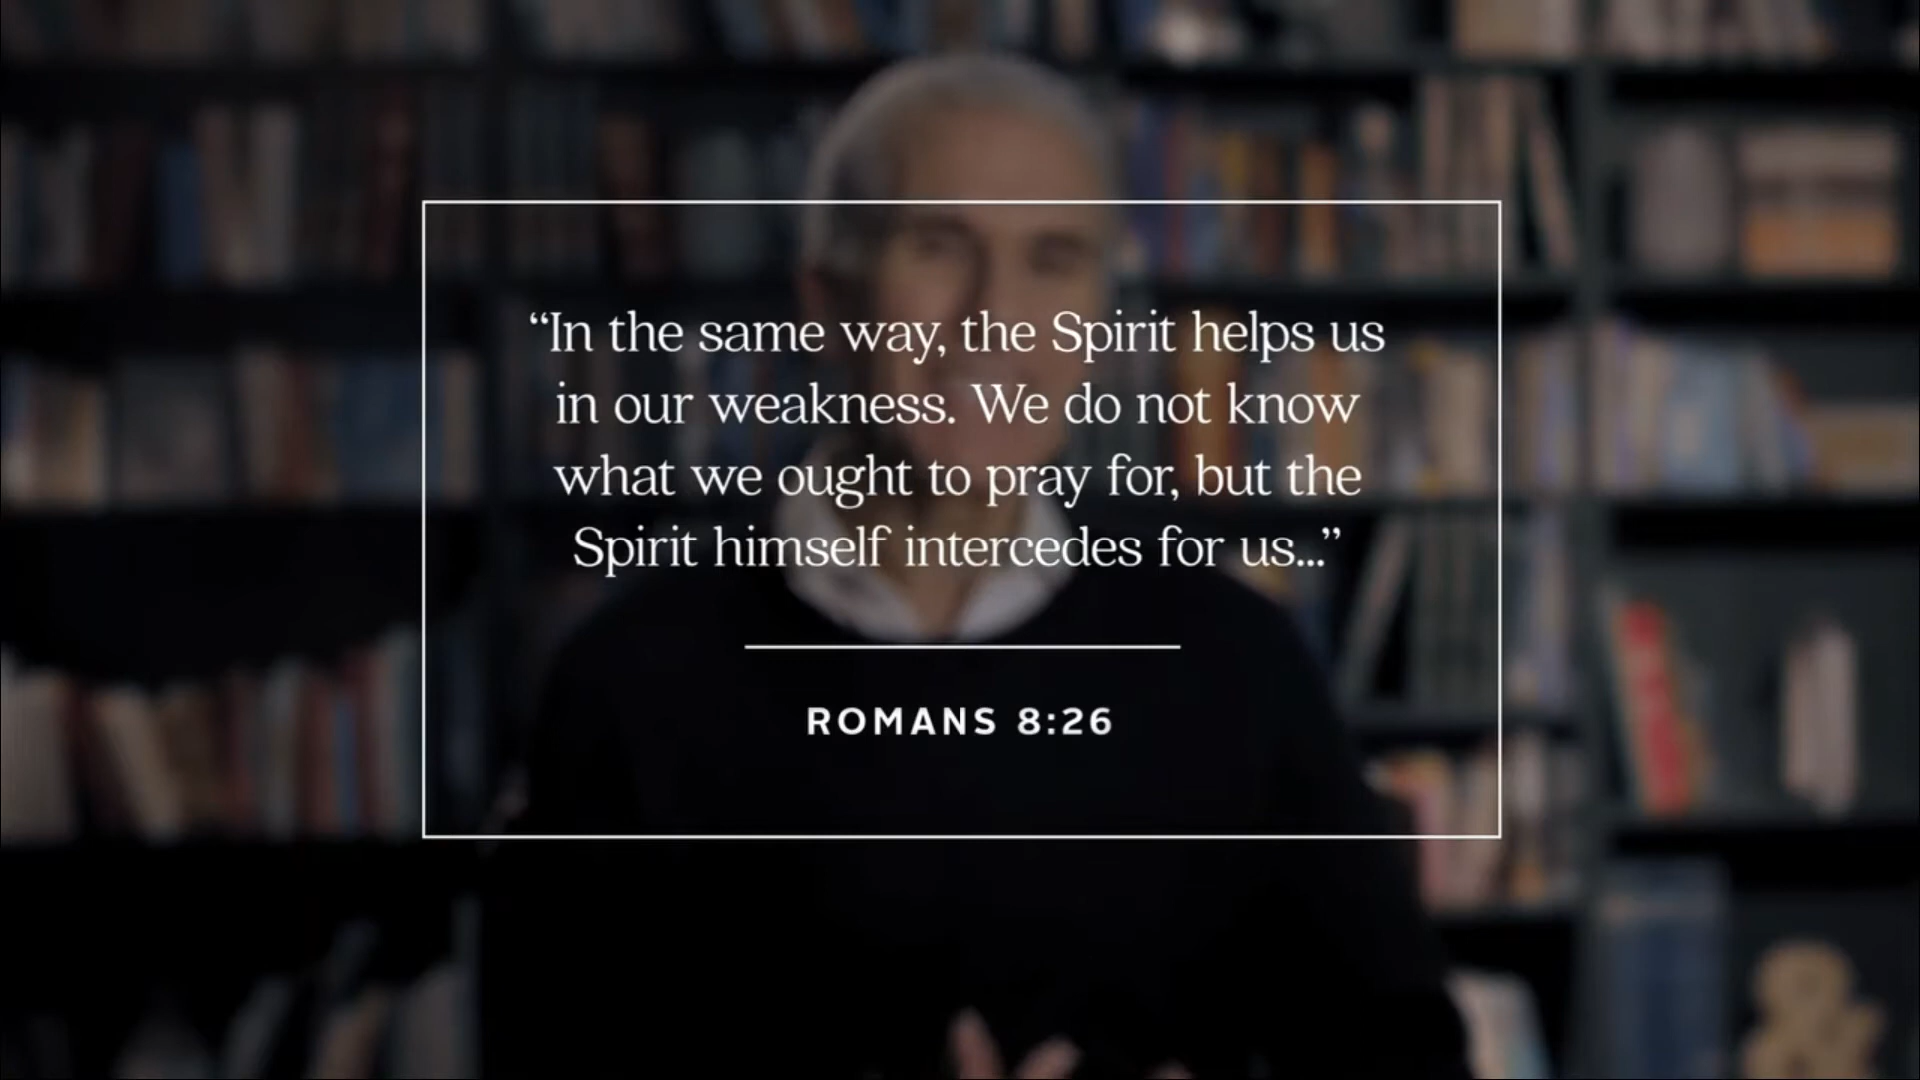 “In the same way, the Spirit helps us
in our weakness. We do not know
what we ought to pray for, but the
Spirit himself intercedes for us...”
ROMANS 8:26